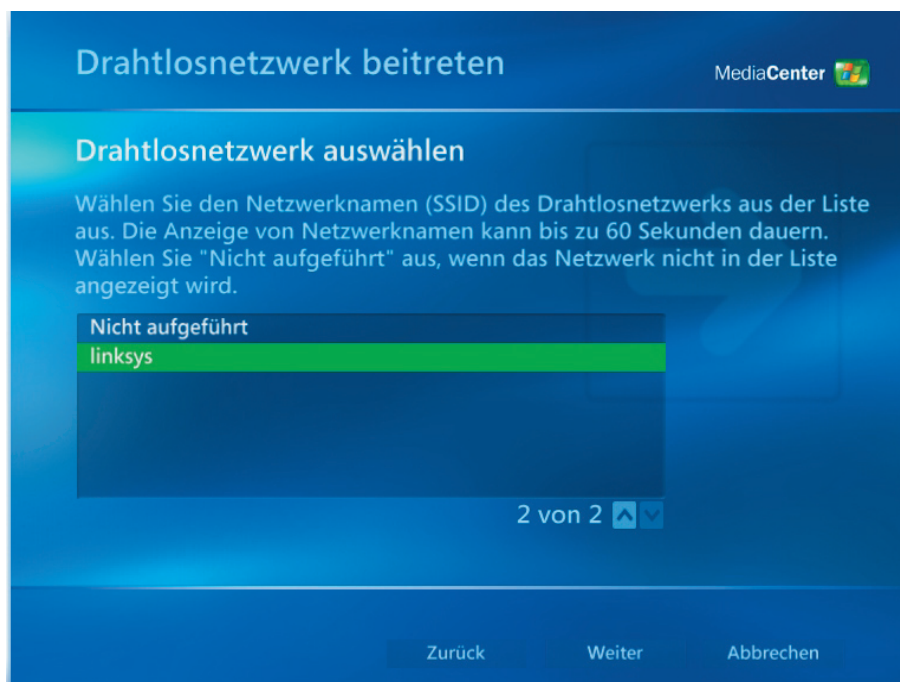 Drahtlosnetzwerk beitreten
MediaCenter
Drahtlosnetzwerk auswählen
Wählen Sie den Netzwerknamen (SSID) des Drahtlosnetzwerks aus der Liste
aus. Die Anzeige von Netzwerknamen kann bis zu 60 Sekunden dauern.
Wählen Sie "Nicht aufgeführt" aus, wenn das Netzwerk nicht in der Liste
angezeigt wird.
Nicht aufgeführt
linksys
2 von 2
Zurück Weiter Abbrechen